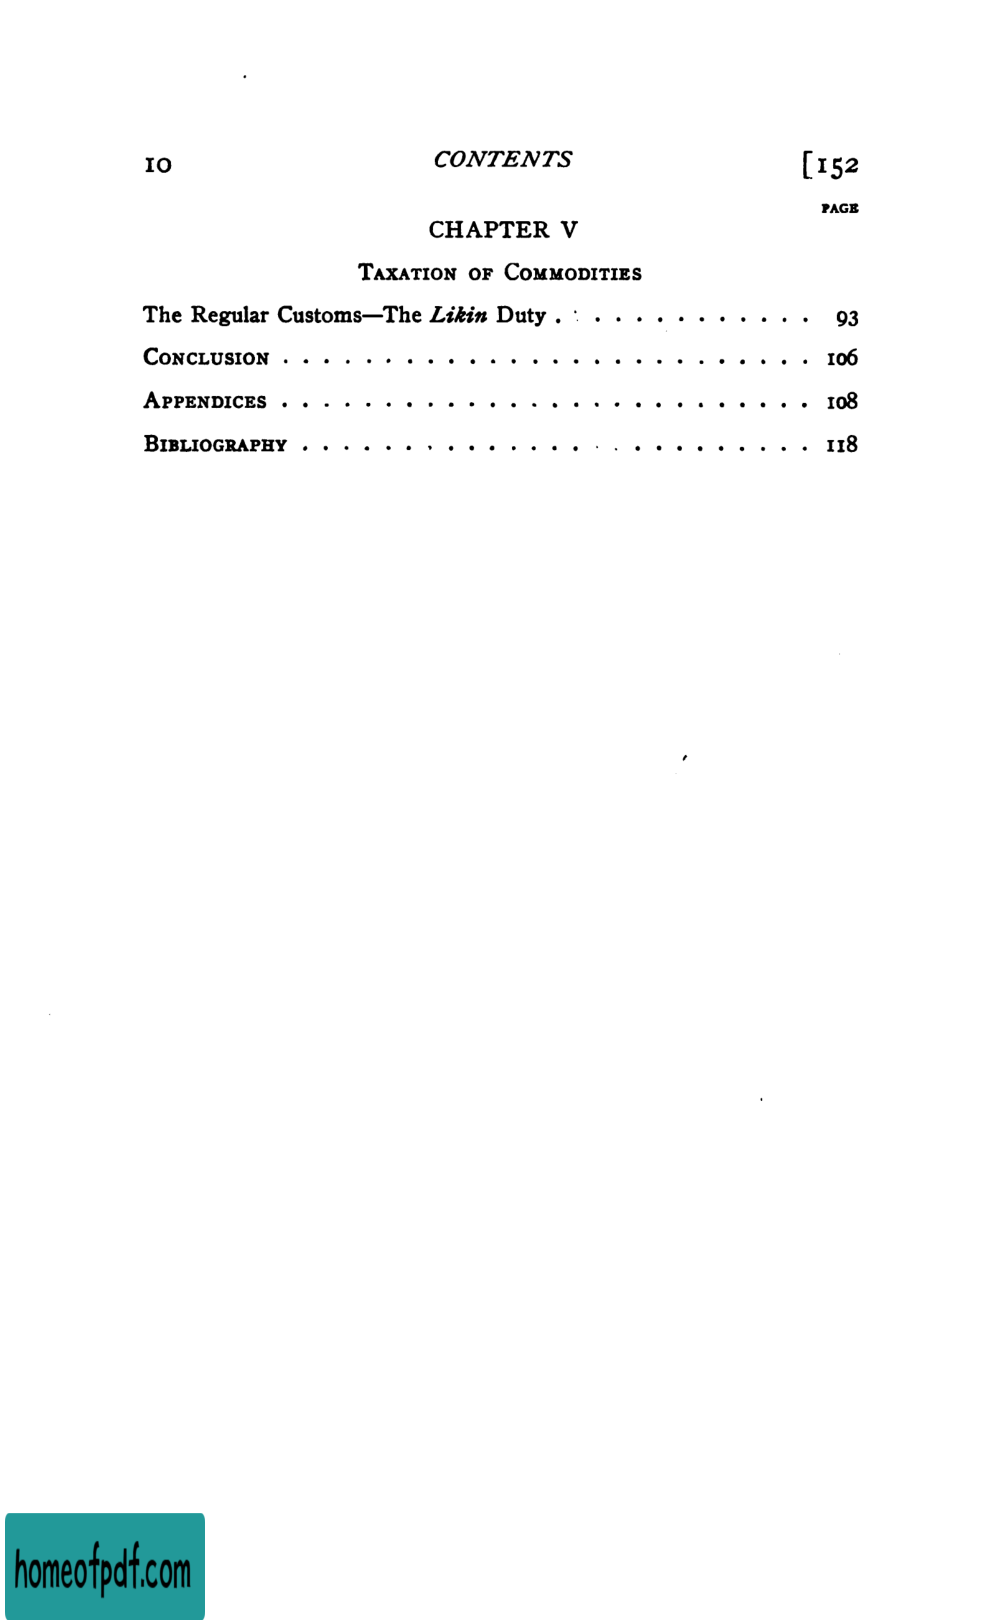 10 CONTENTS [152
PAGE
CHAPTER V
TAXATION OF COMMODITIES
The Regular Customs—The Likin Duty . . . . . . . . . . . . . 93
CONCLUSION . . . . . . . . . . . . . . . . . . . . . . . . . . 106
APPENDICES . . . . . . . . . . . . . . . . . . . . . . . . . . 108
BIBLIOGRAPHY . . . . . . . . . . . . . . . . . . . . . . . . . 118
homeofpdf.com